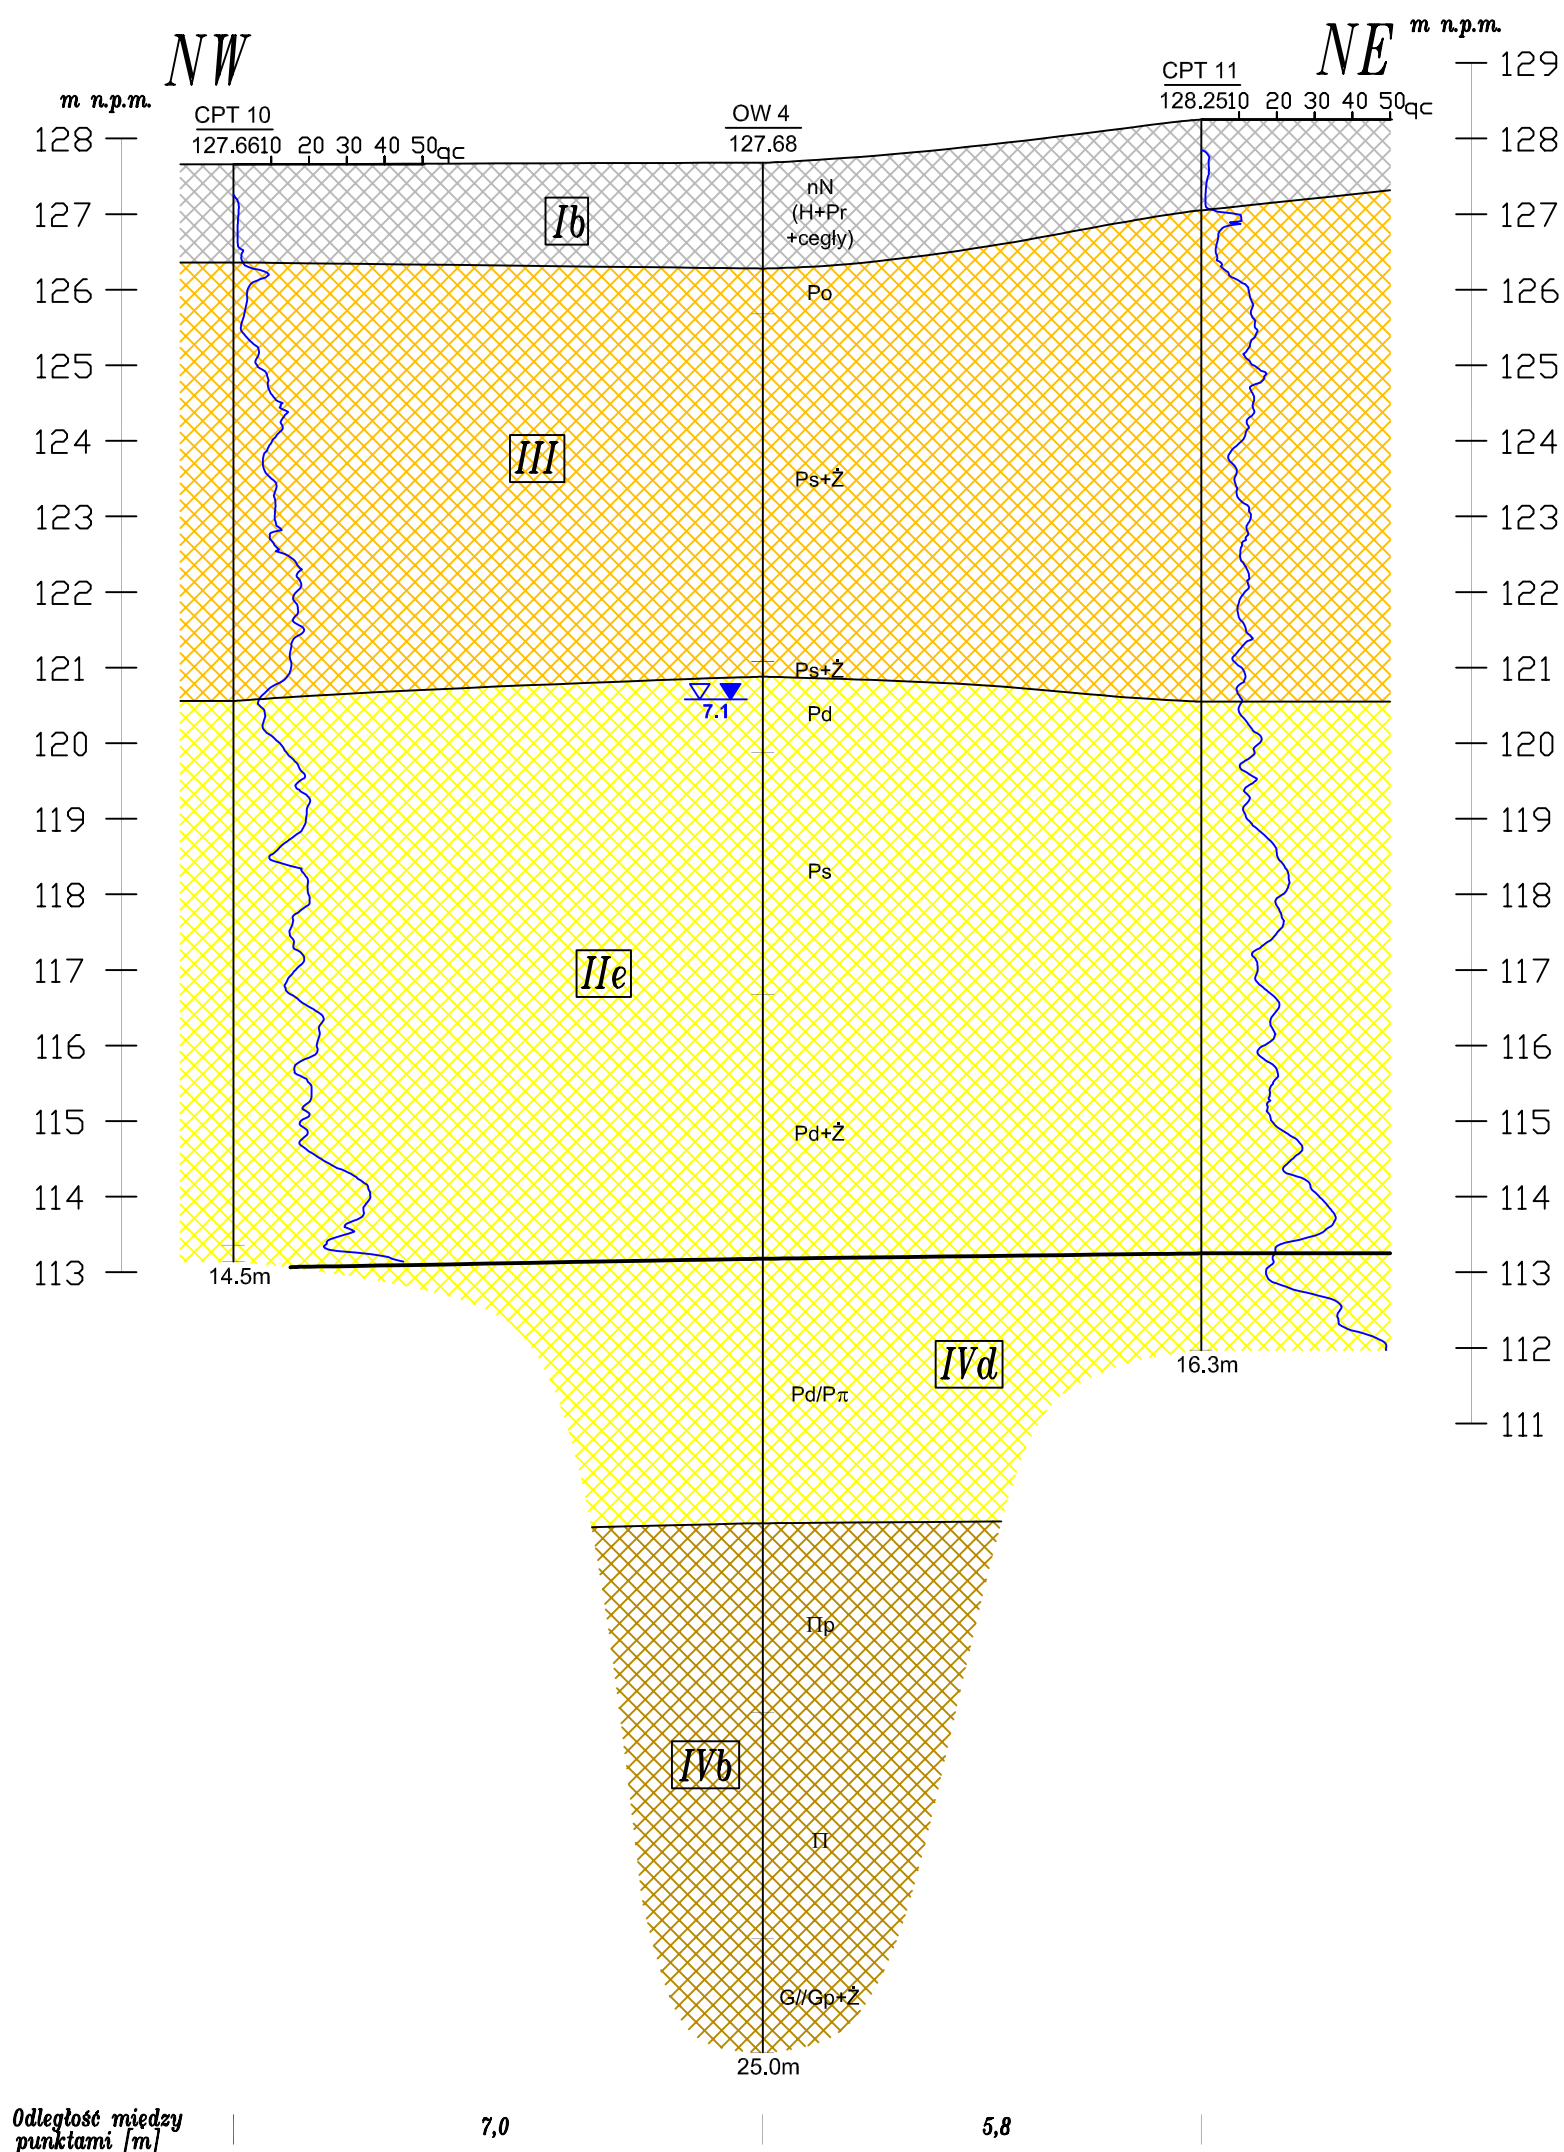 NW
NE
m n.p.m.
m n.p.m.
CPT 10
127.66
10 20 30 40 50 qc
OW 4
127.68
CPT 11
128.25
10 20 30 40 50 qc
129
128
128
127
127
126
126
125
125
124
124
123
123
122
122
121
121
120
120
119
119
118
118
117
117
116
116
115
115
114
114
113
113
112
111
Ib
nN
(H+Pr
+cegły)
Po
III
Ps+Ż
Ps+Ż
7.1
Pd
Ps
IIe
Pd+Ż
14.5m
IVd
16.3m
Pd/Pπ
Πp
IVb
Π
G//Gp+Ż
25.0m
Odległość między
punktami [m]
7,0
5,8